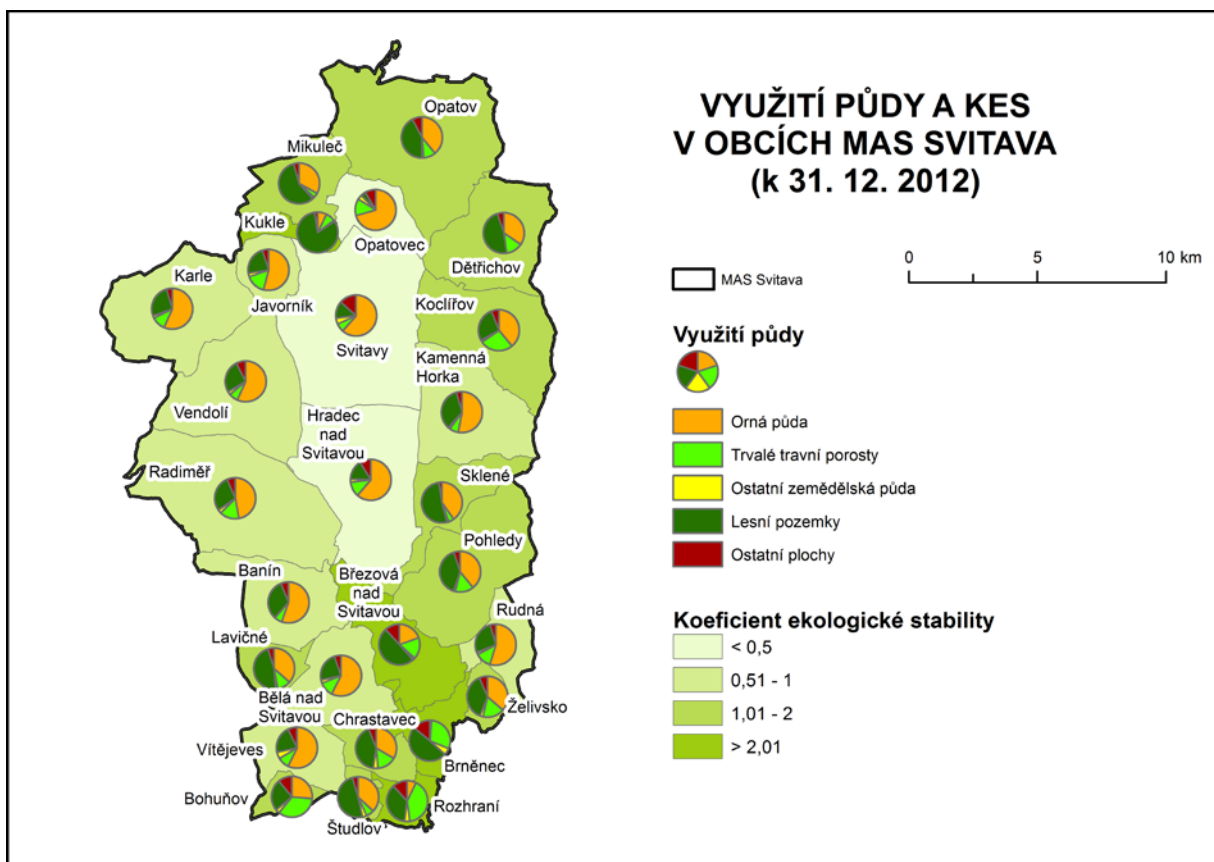 VYUŽITÍ PŮDY A KES
V OBCÍCH MAS SVITAVA
(k 31. 12. 2012)
0 5 10 km
MAS Svitava
Využití půdy
Orná půda
Trvalé travní porosty
Ostatní zemědělská půda
Lesní pozemky
Ostatní plochy
Koeficient ekologické stability
< 0,5
0,51 - 1
1,01 - 2
> 2,01
Opatov
Mikuleč
Kukle
Opatovec
Dětřichov
Karle
Javorník
Koclířov
Svitavy
Kamenná
Horka
Vendolí
Hradec
nad
Svitavou
Radiměř
Sklené
Pohledy
Banín
Březová
nad
Svitavou
Rudná
Lavičné
Bělá nad
Svitavou
Želivsko
Chrastavec
Vítějeves
Brněnec
Bohuňov
Študlov
Rozhraní